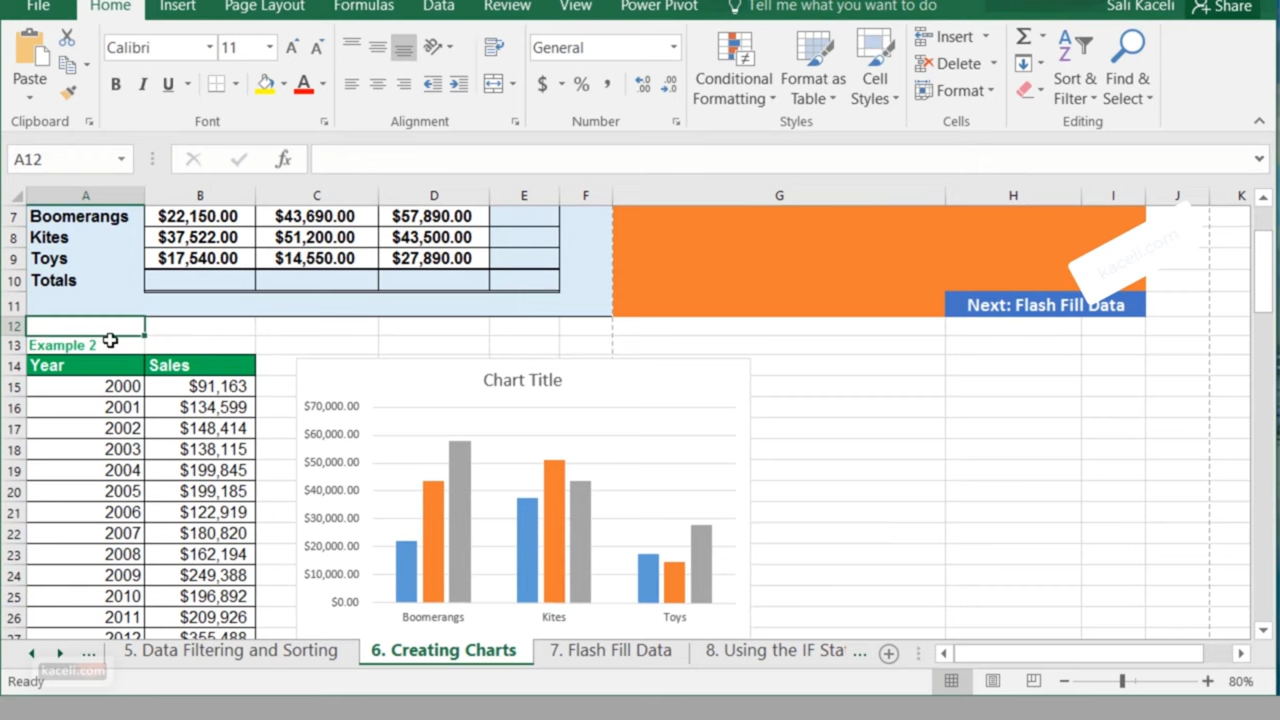 File Home Insert Page Layout Formulas Data Review View Power Pivot Tell me what you want to do Sali Kaceli Share
Calibri 11 General Insert
Paste B I U $ % Conditional Formatting Format as Table Cell Styles Delete Sort & Filter Find & Select
Format
Clipboard Font Alignment Number Styles Cells Editing
A12 fx
A B C D E F G H I J K
7 Boomerangs $22,150.00 $43,690.00 $57,890.00
8 Kites $37,522.00 $51,200.00 $43,500.00
9 Toys $17,540.00 $14,550.00 $27,890.00
kaceli.com
10 Totals
11 Next: Flash Fill Data
12
13 Example 2
14 Year Sales
15 2000 $91,163
16 2001 $134,599
17 2002 $148,414
18 2003 $138,115
19 2004 $199,845
20 2005 $199,185
21 2006 $122,919
22 2007 $180,820
23 2008 $162,194
24 2009 $249,388
25 2010 $196,892
26 2011 $209,926
27 2012 $355,488
Chart Title
$70,000.00
$60,000.00
$50,000.00
$40,000.00
$30,000.00
$20,000.00
$10,000.00
$0.00
Boomerangs Kites Toys
... 5. Data Filtering and Sorting 6. Creating Charts 7. Flash Fill Data 8. Using the IF Sta ...
kaceli.com
Ready 80%